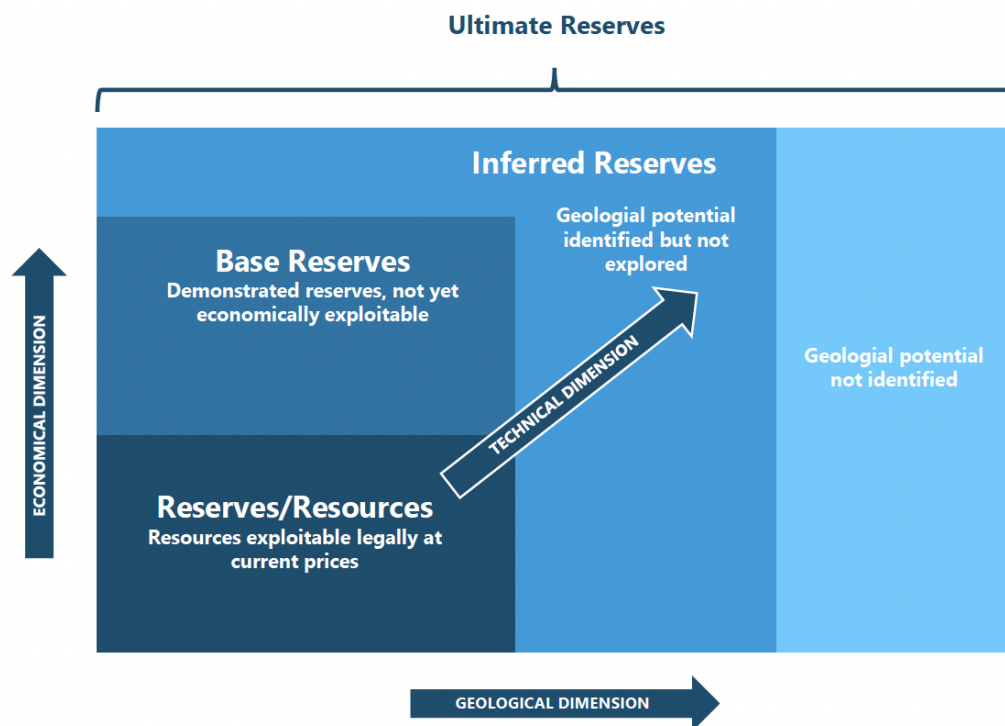 Ultimate Reserves
Inferred Reserves
Geologial potential
identified but not
explored
Base Reserves
Demonstrated reserves, not yet
economically exploitable
Geologial potential
not identified
TECHNICAL DIMENSION
ECONOMICAL DIMENSION
Reserves/Resources
Resources exploitable legally at
current prices
GEOLOGICAL DIMENSION